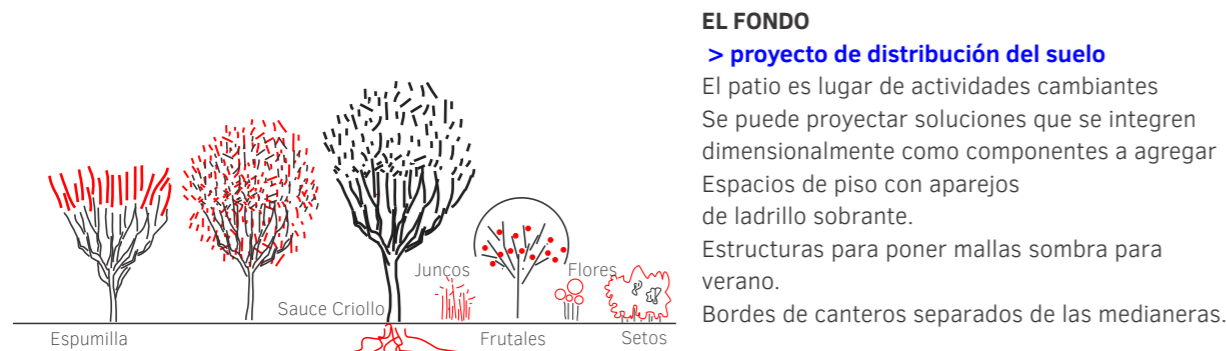 EL FONDO
> proyecto de distribución del suelo
El patio es lugar de actividades cambiantes
Se puede proyectar soluciones que se integren
dimensionalmente como componentes a agregar
Espacios de piso con aparejos
de ladrillo sobrante.
Estructuras para poner mallas sombra para
verano.
Bordes de canteros separados de las medianeras.
Juncos
Flores
Sauce Criollo
Espumilla
Frutales
Setos